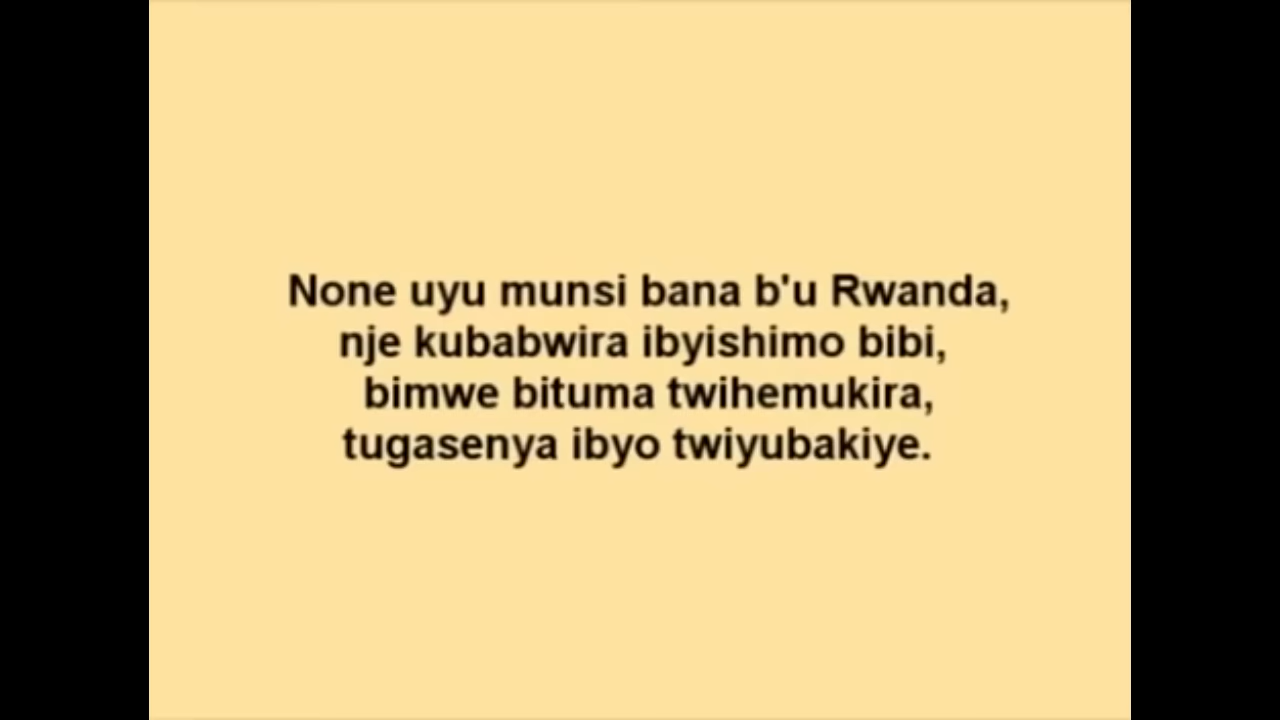 None uyu munsi bana b'u Rwanda,
nje kubabwira ibyishimo bibi,
bimwe bituma twihemukira,
tugasenya ibyo twiyubakiye.